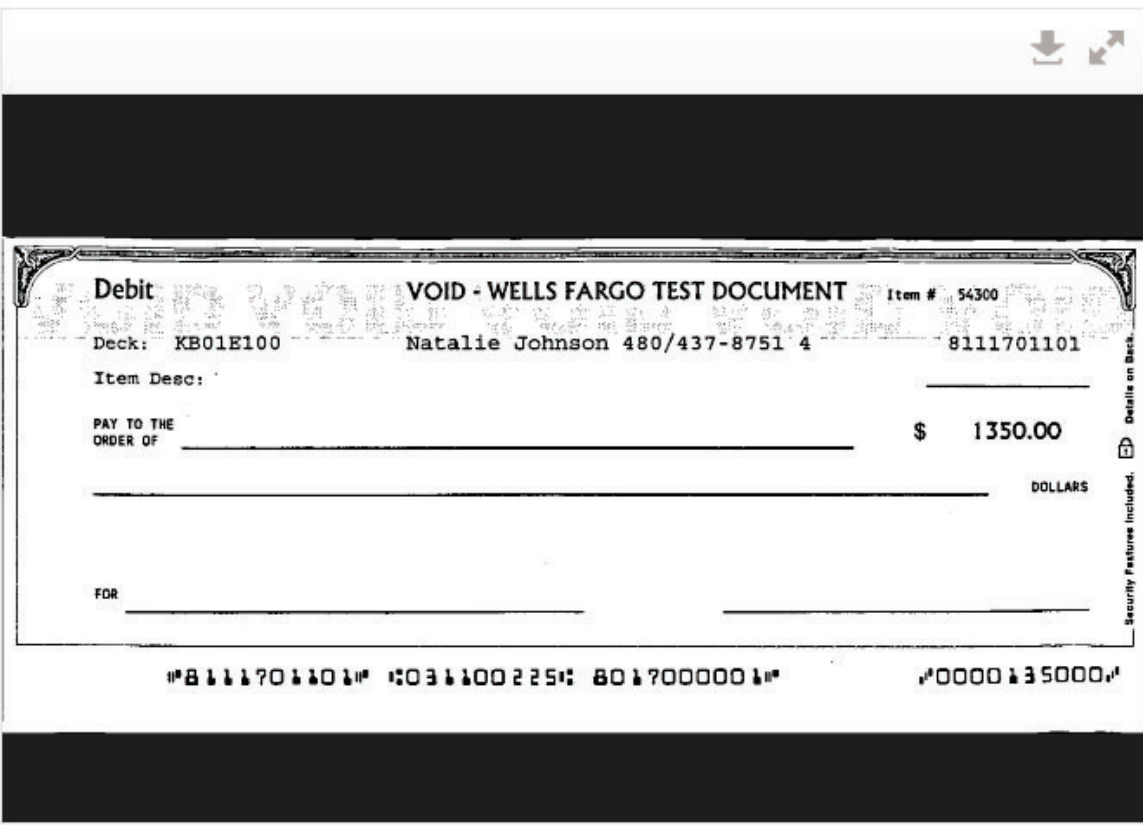 Debit VOID - WELLS FARGO TEST DOCUMENT Item # 54300
Deck: KB01E100 Natalie Johnson 480/437-8751 4 8111701101
Item Desc:
PAY TO THE
ORDER OF $ 1350.00
DOLLARS
FOR
Security Features Included. Details on Back.
⑈8111701101⑈ ⑆031100225⑆ 8017000001⑈ ⑇0000135000⑇